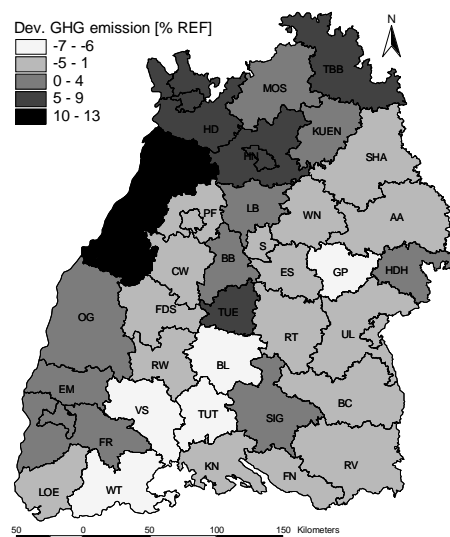 Dev. GHG emission [% REF]
-7 - -6
-5 - 1
0 - 4
5 - 9
10 - 13
N
TBB
MOS
HD
KUEN
HN
SHA
PF
LB
WN
AA
S
BB
CW
ES
GP
HDH
OG
FDS
TUE
RT
UL
RW
BL
EM
VS
TUT
SIG
BC
FR
KN
FN
RV
LOE
WT
50 0 50 100 150 Kilometers